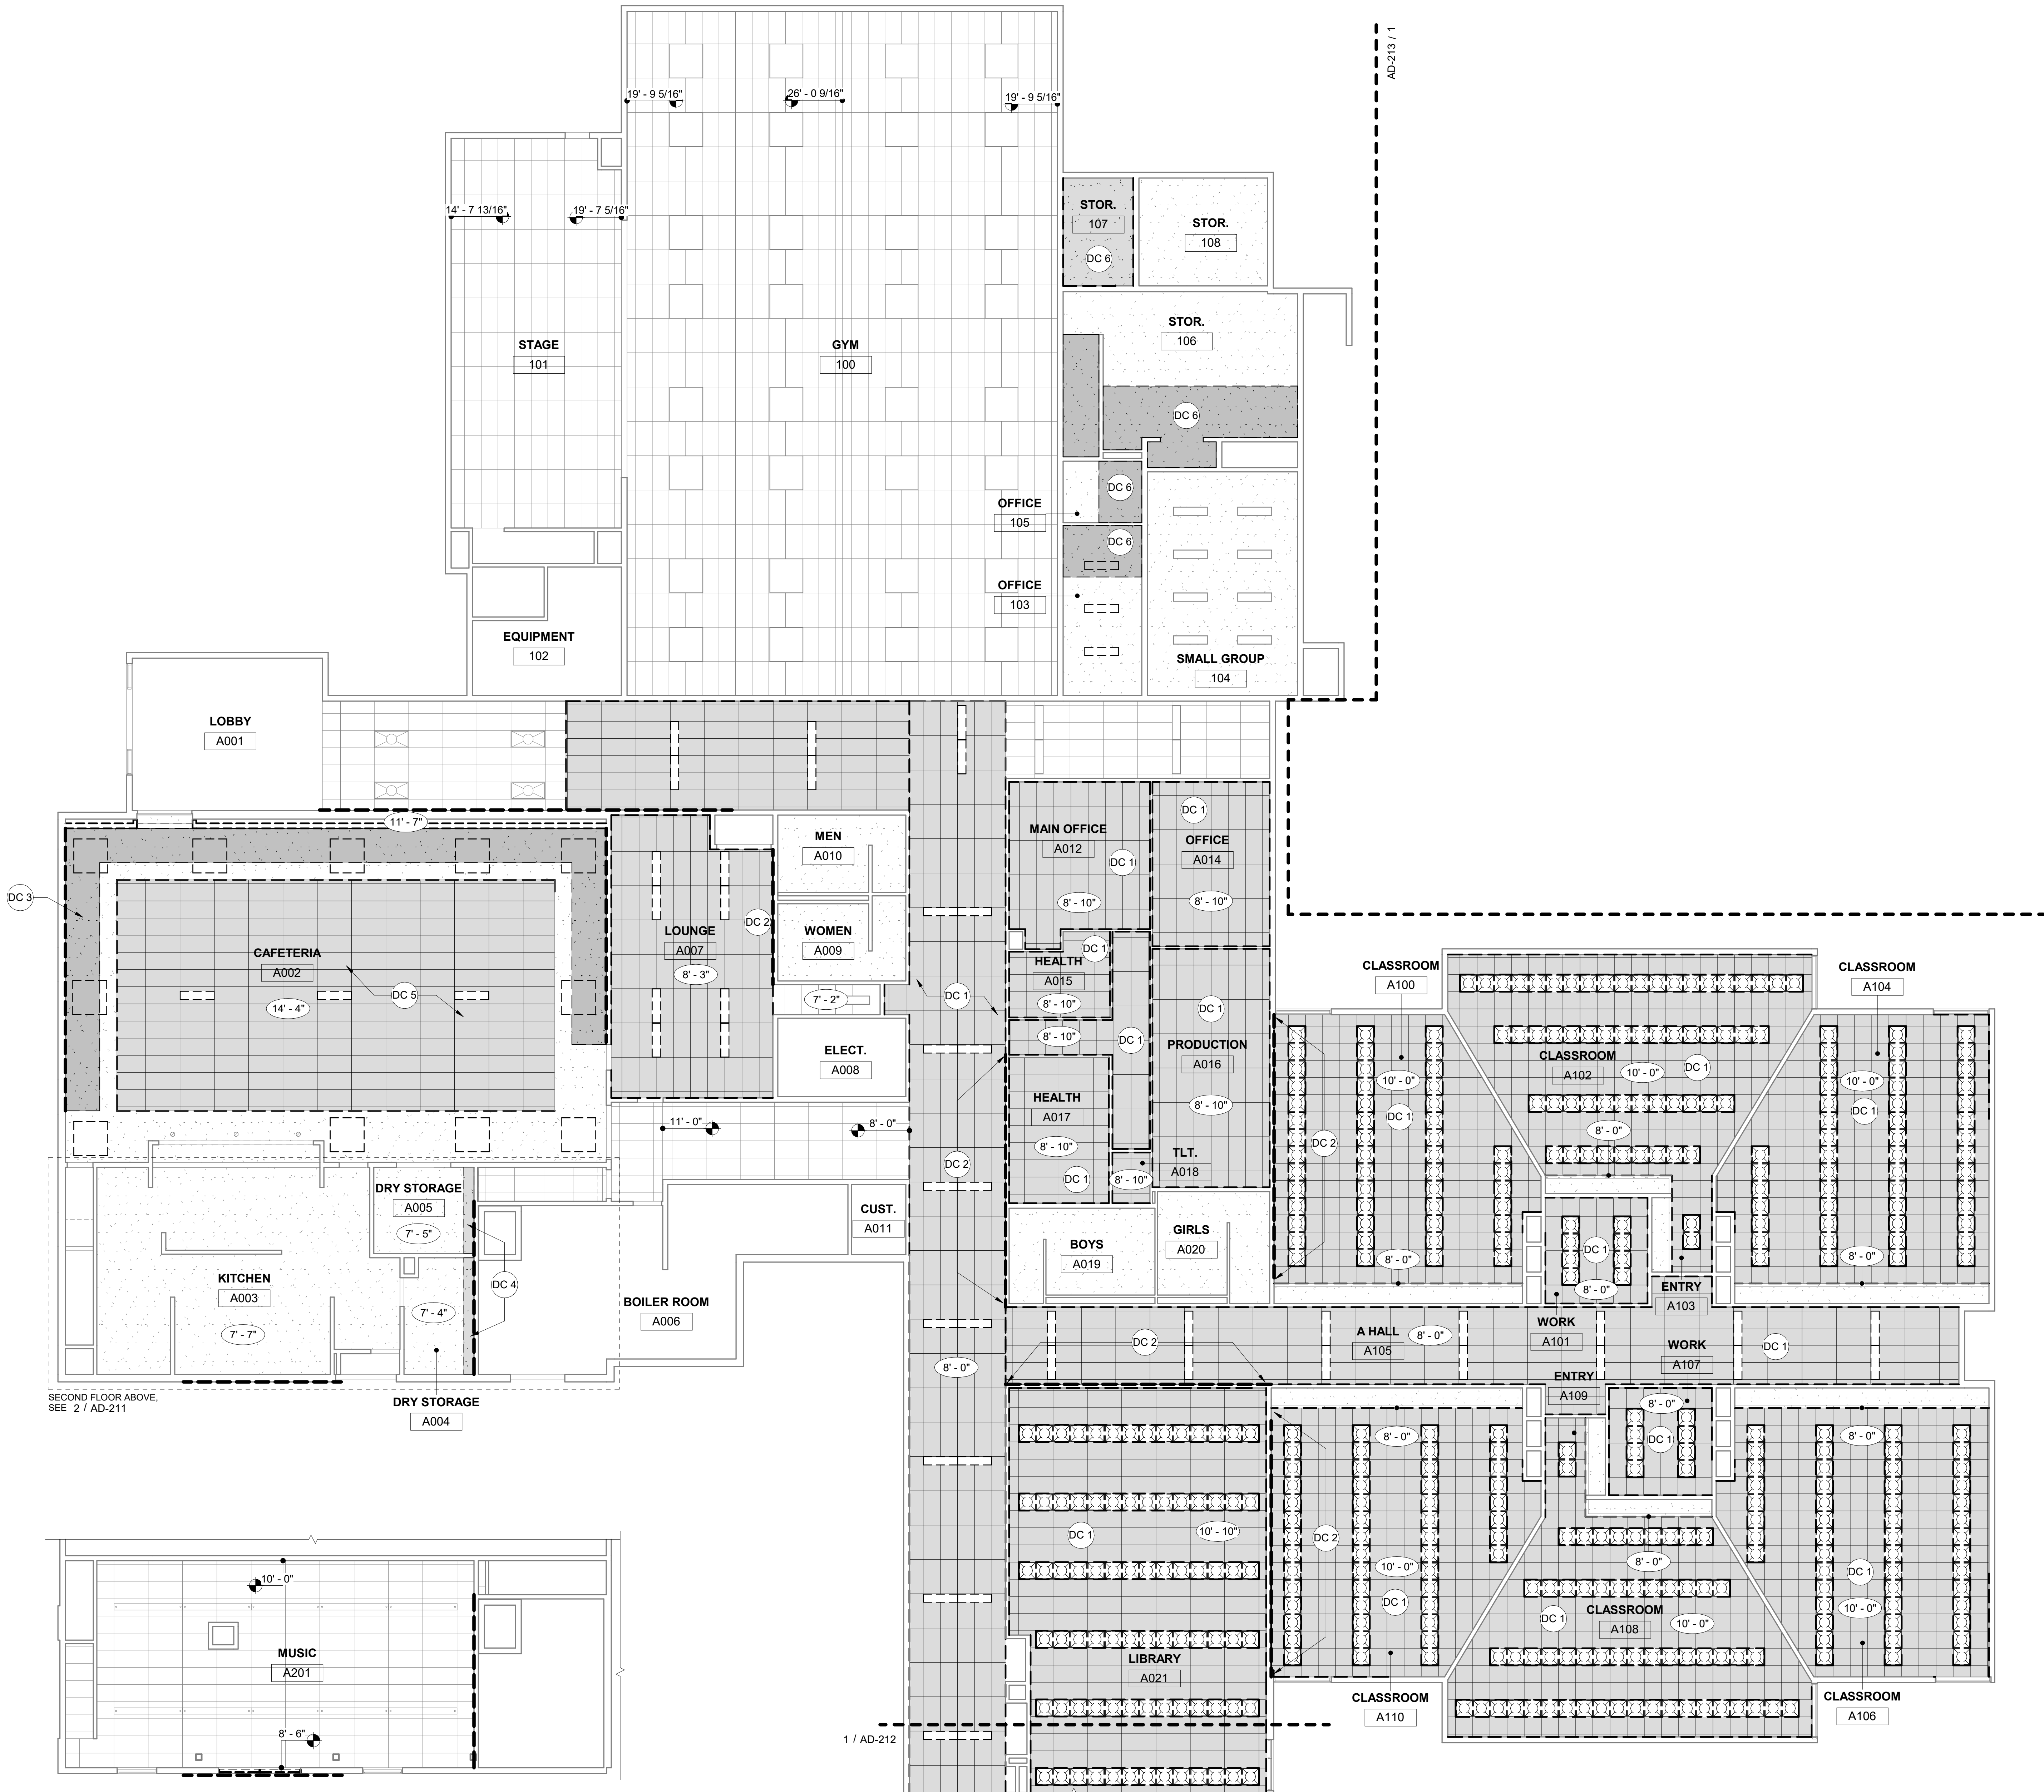 AD-213 / 1
19' - 9 5/16"
26' - 0 9/16"
19' - 9 5/16"
14' - 7 13/16"
19' - 7 5/16"
STOR.
107
DC 6
STOR.
108
STOR.
106
DC 6
STAGE
101
GYM
100
DC 6
OFFICE
105
DC 6
OFFICE
103
EQUIPMENT
102
SMALL GROUP
104
LOBBY
A001
11' - 7"
MEN
A010
MAIN OFFICE
A012
DC 1
DC 1
OFFICE
A014
8' - 10"
8' - 10"
DC 3
CAFETERIA
A002
14' - 4"
DC 5
DC 2
LOUNGE
A007
8' - 3"
WOMEN
A009
7' - 2"
DC 1
DC 1
HEALTH
A015
8' - 10"
8' - 10"
DC 1
DC 1
PRODUCTION
A016
8' - 10"
ELECT.
A008
HEALTH
A017
8' - 10"
DC 1
11' - 0"
8' - 0"
DC 2
TLT.
A018
8' - 10"
CLASSROOM
A100
10' - 0"
DC 1
8' - 0"
DC 2
CLASSROOM
A102
10' - 0"
DC 1
8' - 0"
CLASSROOM
A104
10' - 0"
DC 1
8' - 0"
DRY STORAGE
A005
7' - 5"
CUST.
A011
BOYS
A019
GIRLS
A020
DC 1
8' - 0"
ENTRY
A103
KITCHEN
A003
7' - 7"
7' - 4"
DC 4
BOILER ROOM
A006
8' - 0"
DC 2
A HALL
A105
8' - 0"
WORK
A101
WORK
A107
DC 1
ENTRY
A109
SECOND FLOOR ABOVE,
SEE 2 / AD-211
DRY STORAGE
A004
8' - 0"
8' - 0"
DC 1
8' - 0"
DC 1
10' - 10"
DC 2
10' - 0"
DC 1
8' - 0"
CLASSROOM
A108
DC 1
10' - 0"
DC 1
10' - 0"
10' - 0"
MUSIC
A201
8' - 6"
LIBRARY
A021
CLASSROOM
A110
CLASSROOM
A106
1 / AD-212